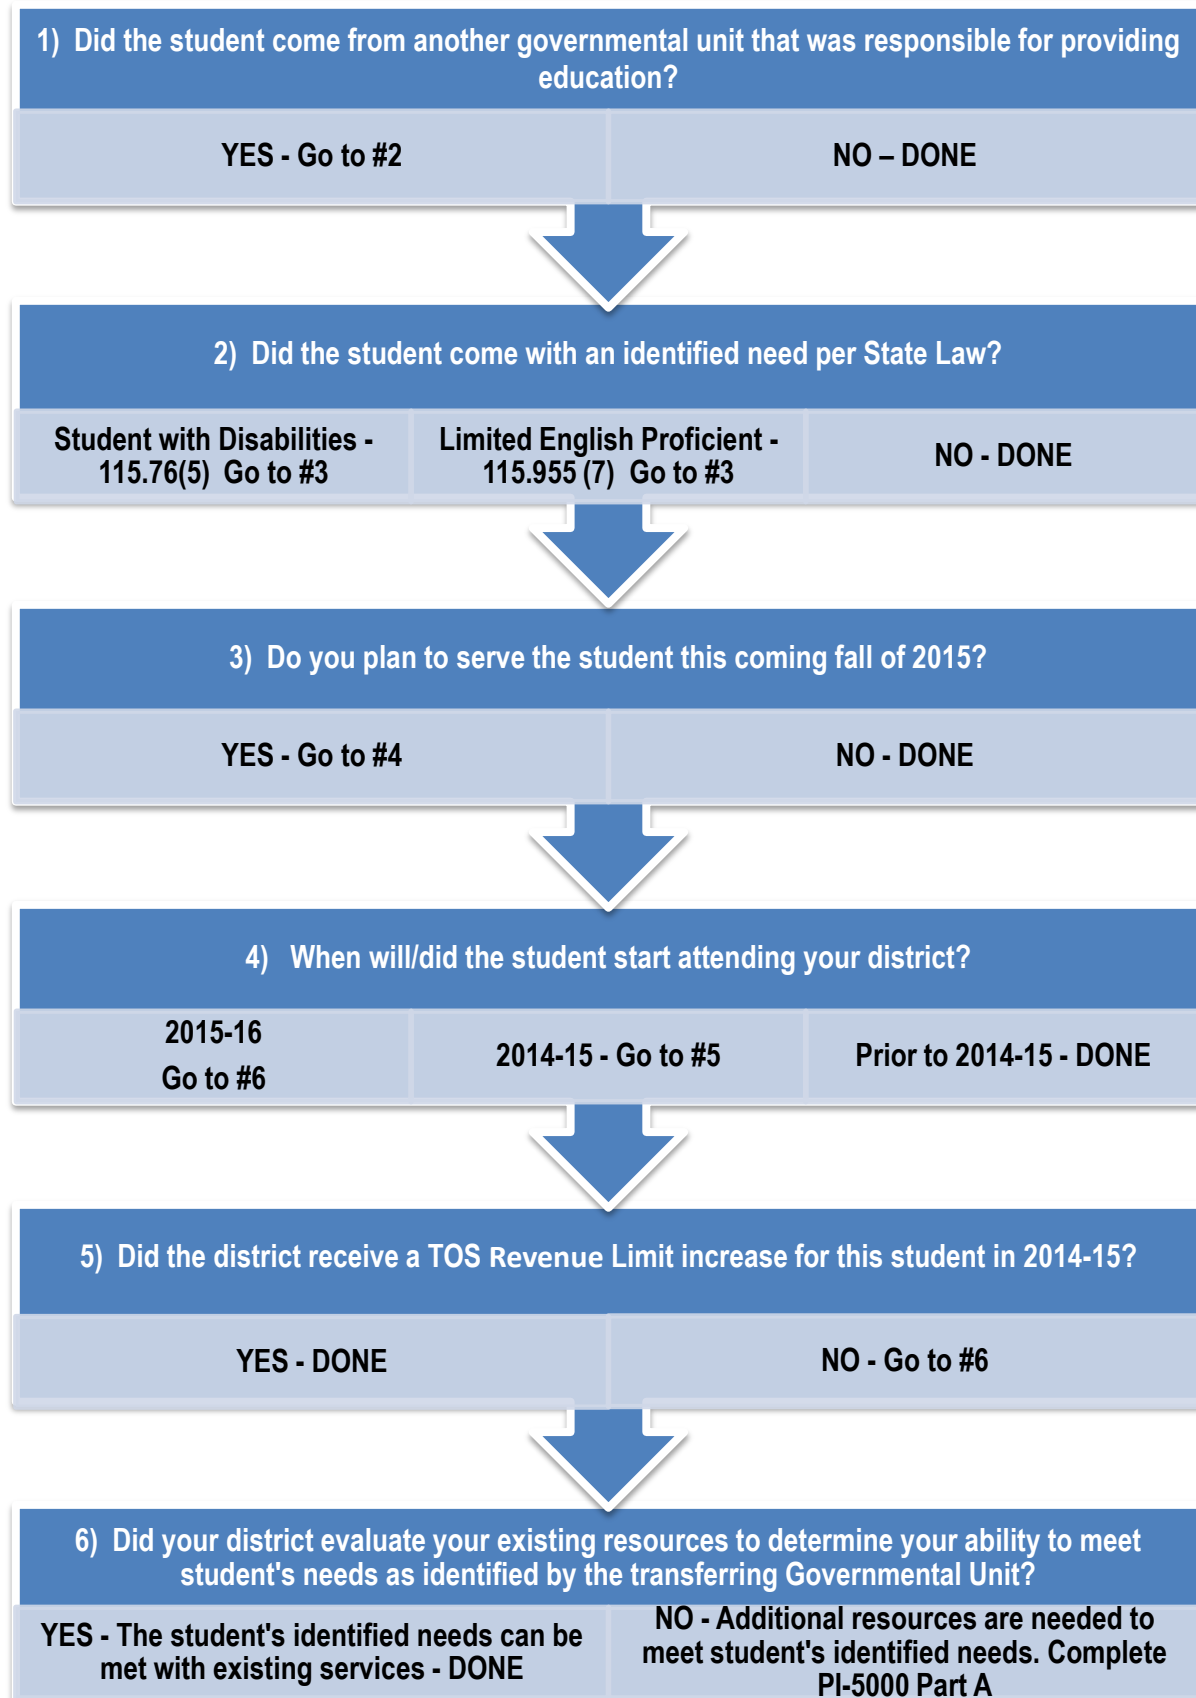 1)  Did the student come from another governmental unit that was responsible for providing
education?
YES - Go to #2
NO – DONE
2)  Did the student come with an identified need per State Law?
Student with Disabilities -
115.76(5)  Go to #3
Limited English Proficient -
115.955 (7)  Go to #3
NO - DONE
3)  Do you plan to serve the student this coming fall of 2015?
YES - Go to #4
NO - DONE
4)   When will/did the student start attending your district?
2015-16
Go to #6
2014-15 - Go to #5
Prior to 2014-15 - DONE
5)  Did the district receive a TOS Revenue Limit increase for this student in 2014-15?
YES - DONE
NO - Go to #6
6)  Did your district evaluate your existing resources to determine your ability to meet
student's needs as identified by the transferring Governmental Unit?
YES - The student's identified needs can be
met with existing services - DONE
NO - Additional resources are needed to
meet student's identified needs. Complete
PI-5000 Part A